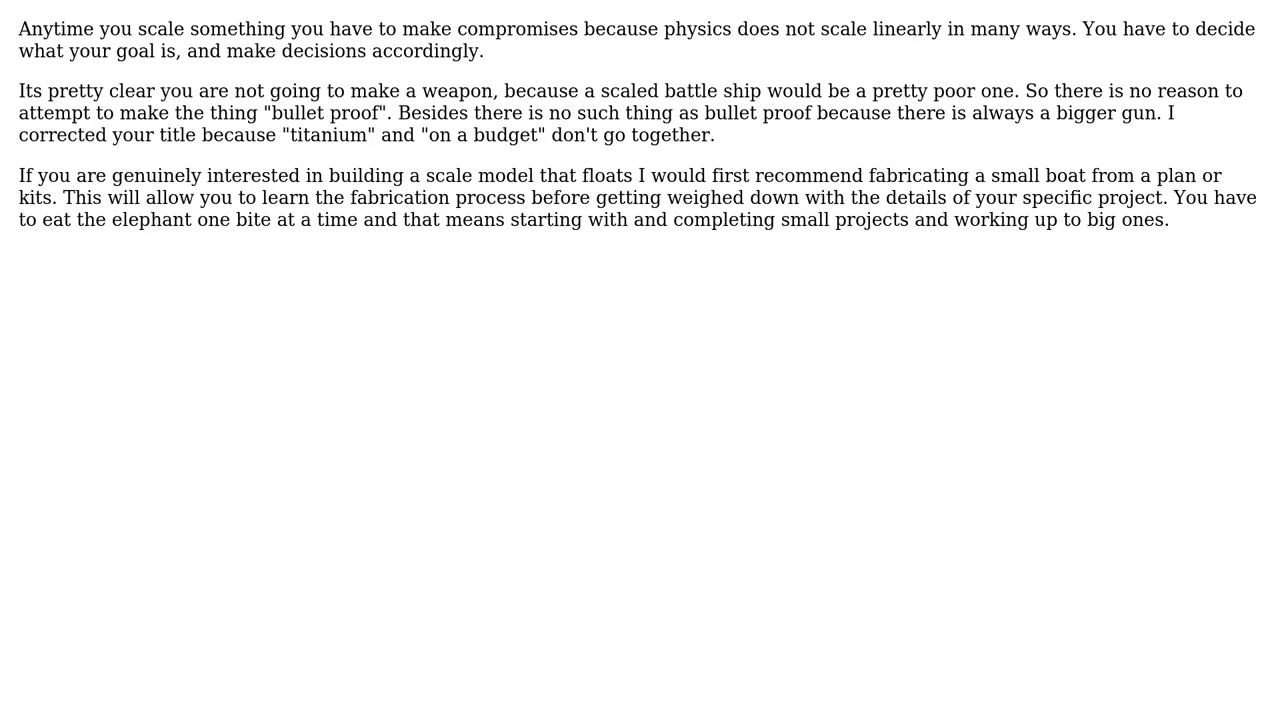 Anytime you scale something you have to make compromises because physics does not scale linearly in many ways. You have to decide
what your goal is, and make decisions accordingly.
Its pretty clear you are not going to make a weapon, because a scaled battle ship would be a pretty poor one. So there is no reason to
attempt to make the thing "bullet proof". Besides there is no such thing as bullet proof because there is always a bigger gun. I
corrected your title because "titanium" and "on a budget" don't go together.
If you are genuinely interested in building a scale model that floats I would first recommend fabricating a small boat from a plan or
kits. This will allow you to learn the fabrication process before getting weighed down with the details of your specific project. You have
to eat the elephant one bite at a time and that means starting with and completing small projects and working up to big ones.